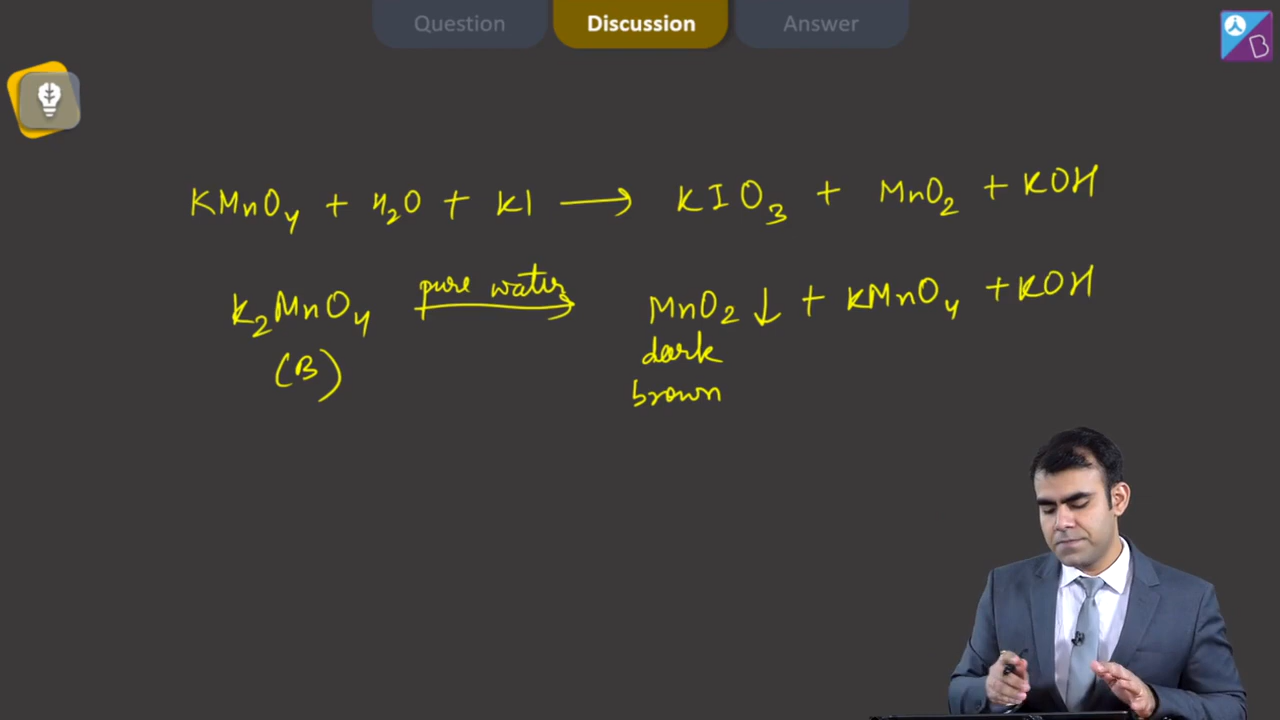 Question Discussion Answer
KMnO₄ + H₂O + KI ⟶ KIO₃ + MnO₂ + KOH
K₂MnO₄ pure water ⟶ MnO₂ ↓ + KMnO₄ + KOH
(B) dark
brown
B